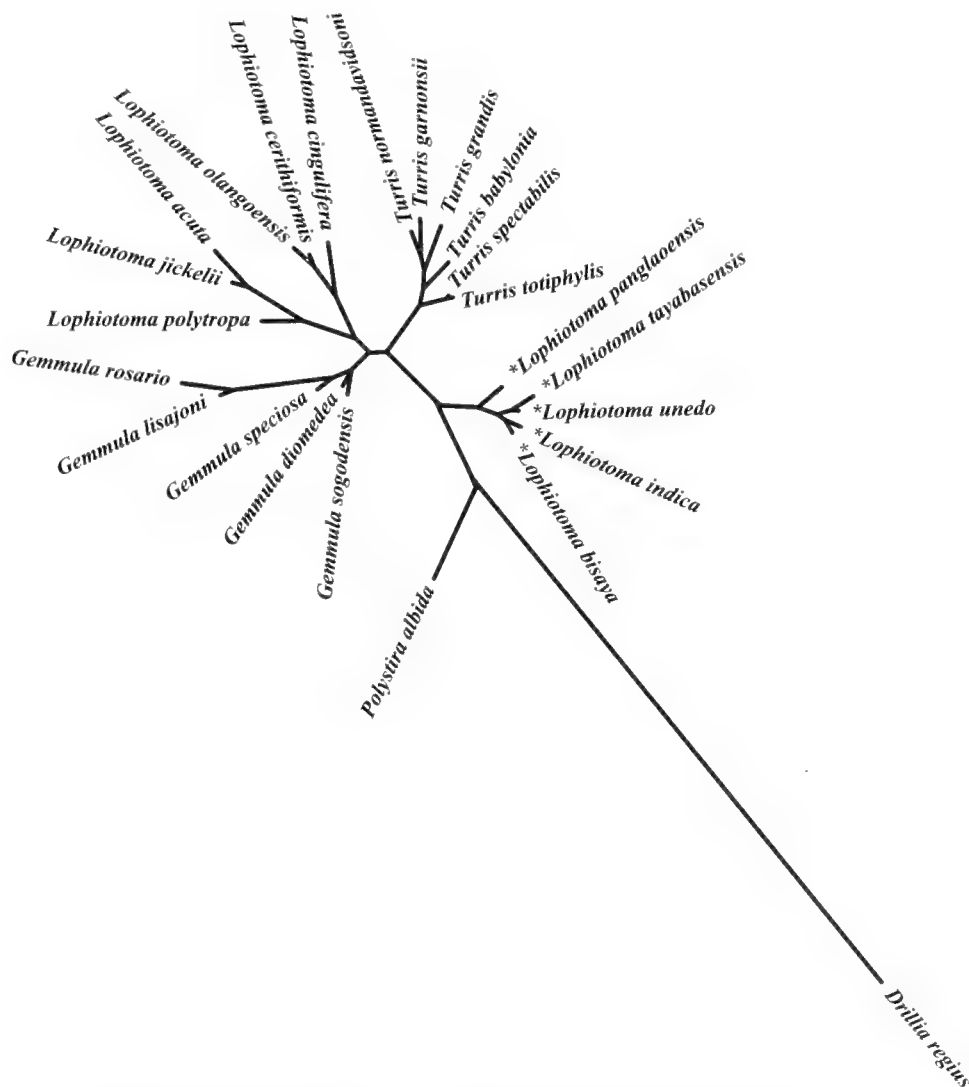 Lophiotoma polytropa
Lophiotoma jickelii
Lophiotoma acuta
Lophiotoma olangoensis
Lophiotoma cerithiformis
Lophiotoma cingulifera
Turris normandavidsoni
Turris garnonsii
Turris grandis
Turris babylonia
Turris spectabilis
Turris totiphylis
*Lophiotoma panglaoensis
*Lophiotoma tayabasensis
*Lophiotoma unedo
*Lophiotoma indica
*Lophiotoma bisaya
Gemmula rosario
Gemmula lisajoni
Gemmula speciosa
Gemmula diomedea
Gemmula sogodensis
Polystira albida
Drillia regius